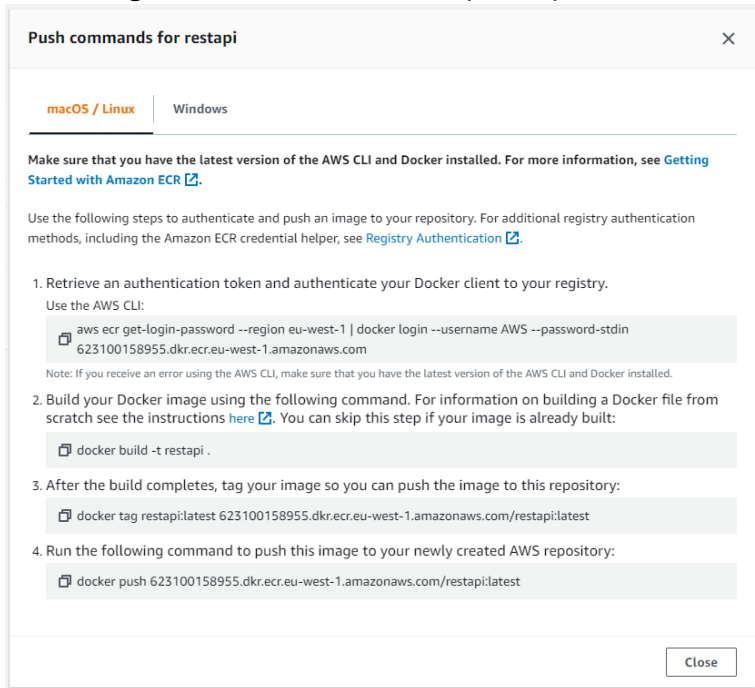 Push commands for restapi
macOS / Linux
Windows
Make sure that you have the latest version of the AWS CLI and Docker installed. For more information, see Getting
Started with Amazon ECR.
Use the following steps to authenticate and push an image to your repository. For additional registry authentication
methods, including the Amazon ECR credential helper, see Registry Authentication.
1. Retrieve an authentication token and authenticate your Docker client to your registry.
Use the AWS CLI:
aws ecr get-login-password --region eu-west-1 | docker login --username AWS --password-stdin
623100158955.dkr.ecr.eu-west-1.amazonaws.com
Note: If you receive an error using the AWS CLI, make sure that you have the latest version of the AWS CLI and Docker installed.
2. Build your Docker image using the following command. For information on building a Docker file from
scratch see the instructions here. You can skip this step if your image is already built:
docker build -t restapi .
3. After the build completes, tag your image so you can push the image to this repository:
docker tag restapi:latest 623100158955.dkr.ecr.eu-west-1.amazonaws.com/restapi:latest
4. Run the following command to push this image to your newly created AWS repository:
docker push 623100158955.dkr.ecr.eu-west-1.amazonaws.com/restapi:latest
Close